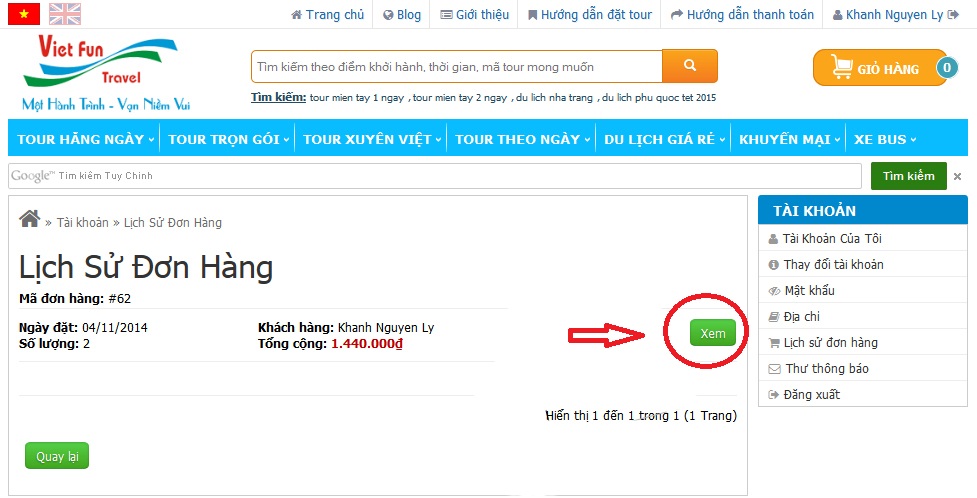 Trang chủ Blog Giới thiệu Hướng dẫn đặt tour Hướng dẫn thanh toán Khanh Nguyen Ly
Viet Fun
Travel
Một Hành Trình - Vạn Niềm Vui
Tìm kiếm theo điểm khởi hành, thời gian, mã tour mong muốn
GIỎ HÀNG 0
Tìm kiếm: tour mien tay 1 ngay , tour mien tay 2 ngay , du lich nha trang , du lich phu quoc tet 2015
TOUR HẰNG NGÀY TOUR TRỌN GÓI TOUR XUYÊN VIỆT TOUR THEO NGÀY DU LỊCH GIÁ RẺ KHUYẾN MẠI XE BUS
Google™ Tìm kiếm Tùy Chỉnh Tìm kiếm ×
» Tài khoản » Lịch Sử Đơn Hàng
Lịch Sử Đơn Hàng
Mã đơn hàng: #62
Ngày đặt: 04/11/2014 Khách hàng: Khanh Nguyen Ly
Số lượng: 2 Tổng cộng: 1.440.000₫
Xem
Hiển thị 1 đến 1 trong 1 (1 Trang)
Quay lại
TÀI KHOẢN
Tài Khoản Của Tôi
Thay đổi tài khoản
Mật khẩu
Địa chỉ
Lịch sử đơn hàng
Thư thông báo
Đăng xuất